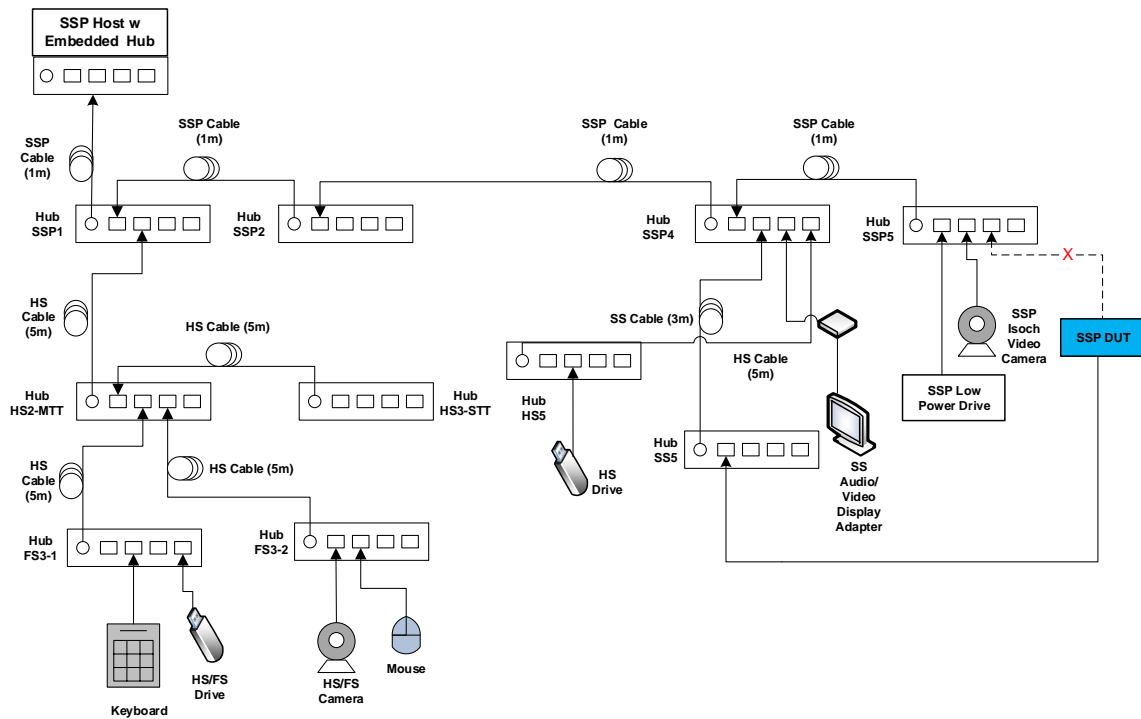 SSP Host w
Embedded Hub
SSP
Cable
(1m)
SSP Cable
(1m)
SSP Cable
(1m)
SSP Cable
(1m)
Hub
SSP1
Hub
SSP2
Hub
SSP4
Hub
SSP5
X
HS
Cable
(5m)
HS Cable (5m)
SS Cable (3m)
HS Cable
(5m)
SSP
Isoch
Video
Camera
SSP DUT
SSP Low
Power Drive
Hub
HS2-MTT
Hub
HS3-STT
Hub
HS5
Hub
SS5
HS
Drive
SS
Audio/
Video
Display
Adapter
HS
Cable
(5m)
HS Cable (5m)
Hub
FS3-1
Hub
FS3-2
Keyboard
HS/FS
Drive
HS/FS
Camera
Mouse